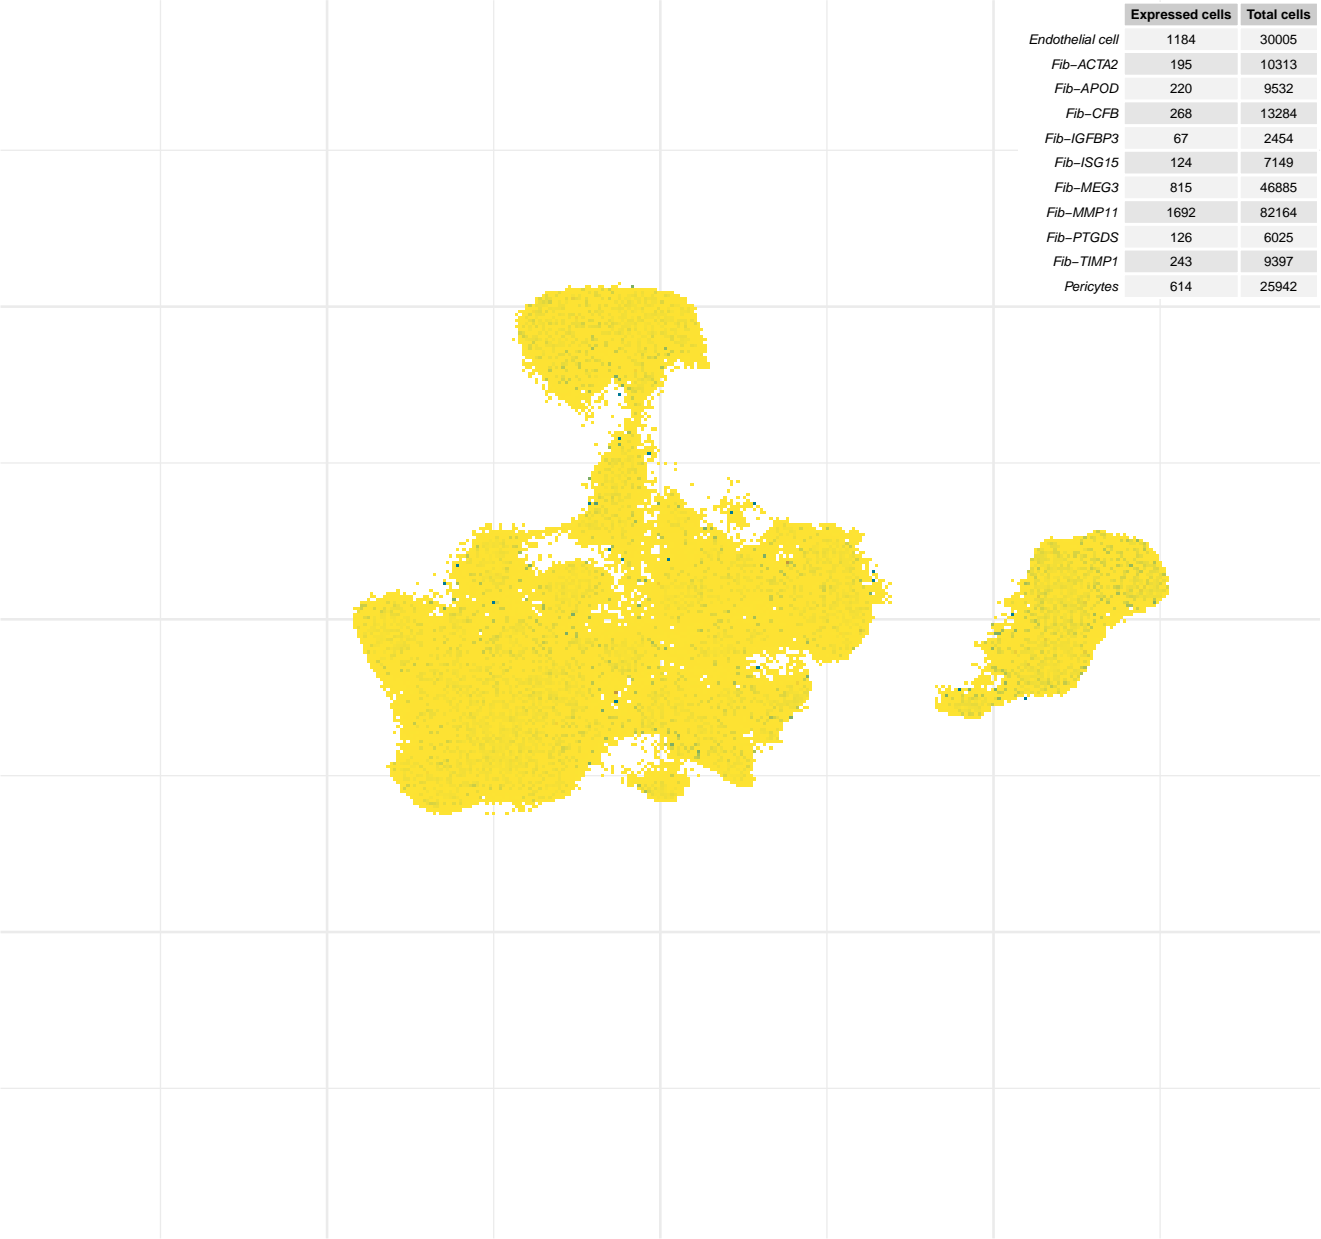 Expressed cells Total cells
Endothelial cell 1184 30005
Fib−ACTA2 195 10313
Fib−APOD 220 9532
Fib−CFB 268 13284
Fib−IGFBP3 67 2454
Fib−ISG15 124 7149
Fib−MEG3 815 46885
Fib−MMP11 1692 82164
Fib−PTGDS 126 6025
Fib−TIMP1 243 9397
Pericytes 614 25942